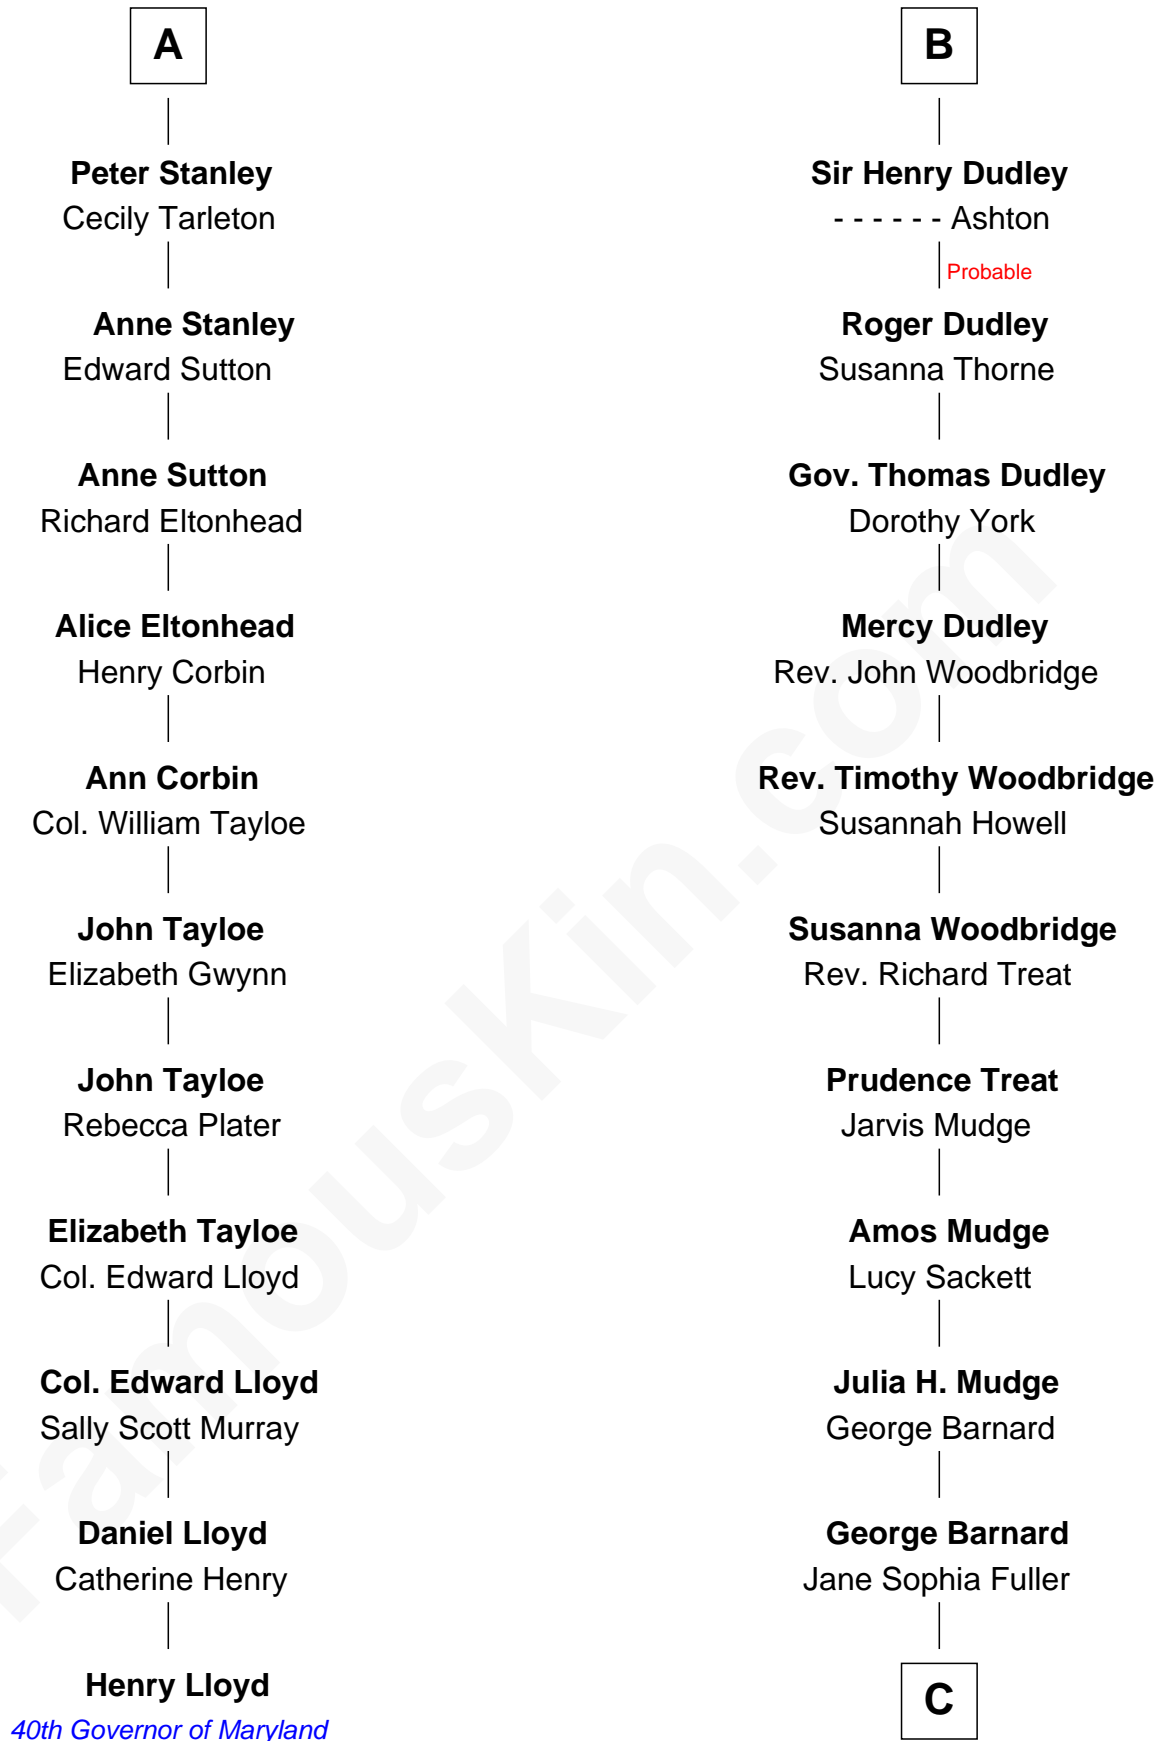 A
Peter Stanley
Cecily Tarleton
Anne Stanley
Edward Sutton
Anne Sutton
Richard Eltonhead
Alice Eltonhead
Henry Corbin
Ann Corbin
Col. William Tayloe
John Tayloe
Elizabeth Gwynn
John Tayloe
Rebecca Plater
Elizabeth Tayloe
Col. Edward Lloyd
Col. Edward Lloyd
Sally Scott Murray
Daniel Lloyd
Catherine Henry
Henry Lloyd
40th Governor of Maryland
B
Sir Henry Dudley
- - - - - - Ashton
Probable
Roger Dudley
Susanna Thorne
Gov. Thomas Dudley
Dorothy York
Mercy Dudley
Rev. John Woodbridge
Rev. Timothy Woodbridge
Susannah Howell
Susanna Woodbridge
Rev. Richard Treat
Prudence Treat
Jarvis Mudge
Amos Mudge
Lucy Sackett
Julia H. Mudge
George Barnard
George Barnard
Jane Sophia Fuller
C
FamousKin.com